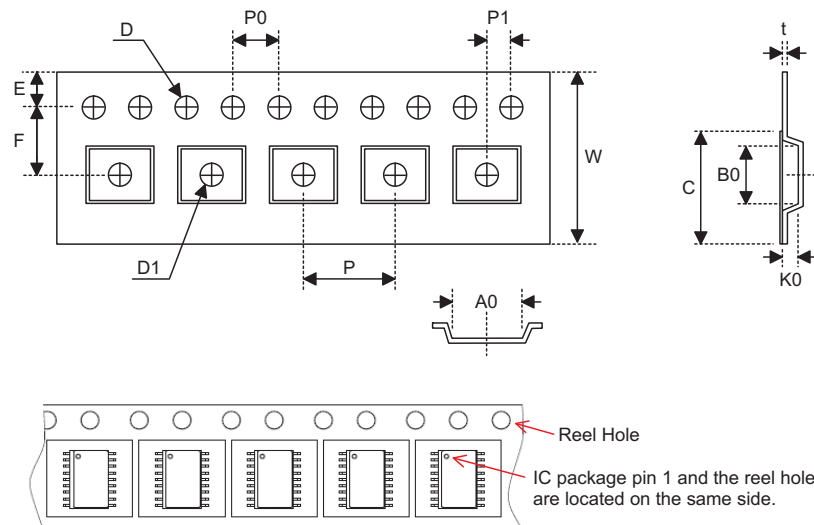 D
P0
P1
t
E
F
W
C
B0
D1
P
K0
A0
Reel Hole
IC package pin 1 and the reel hole
are located on the same side.